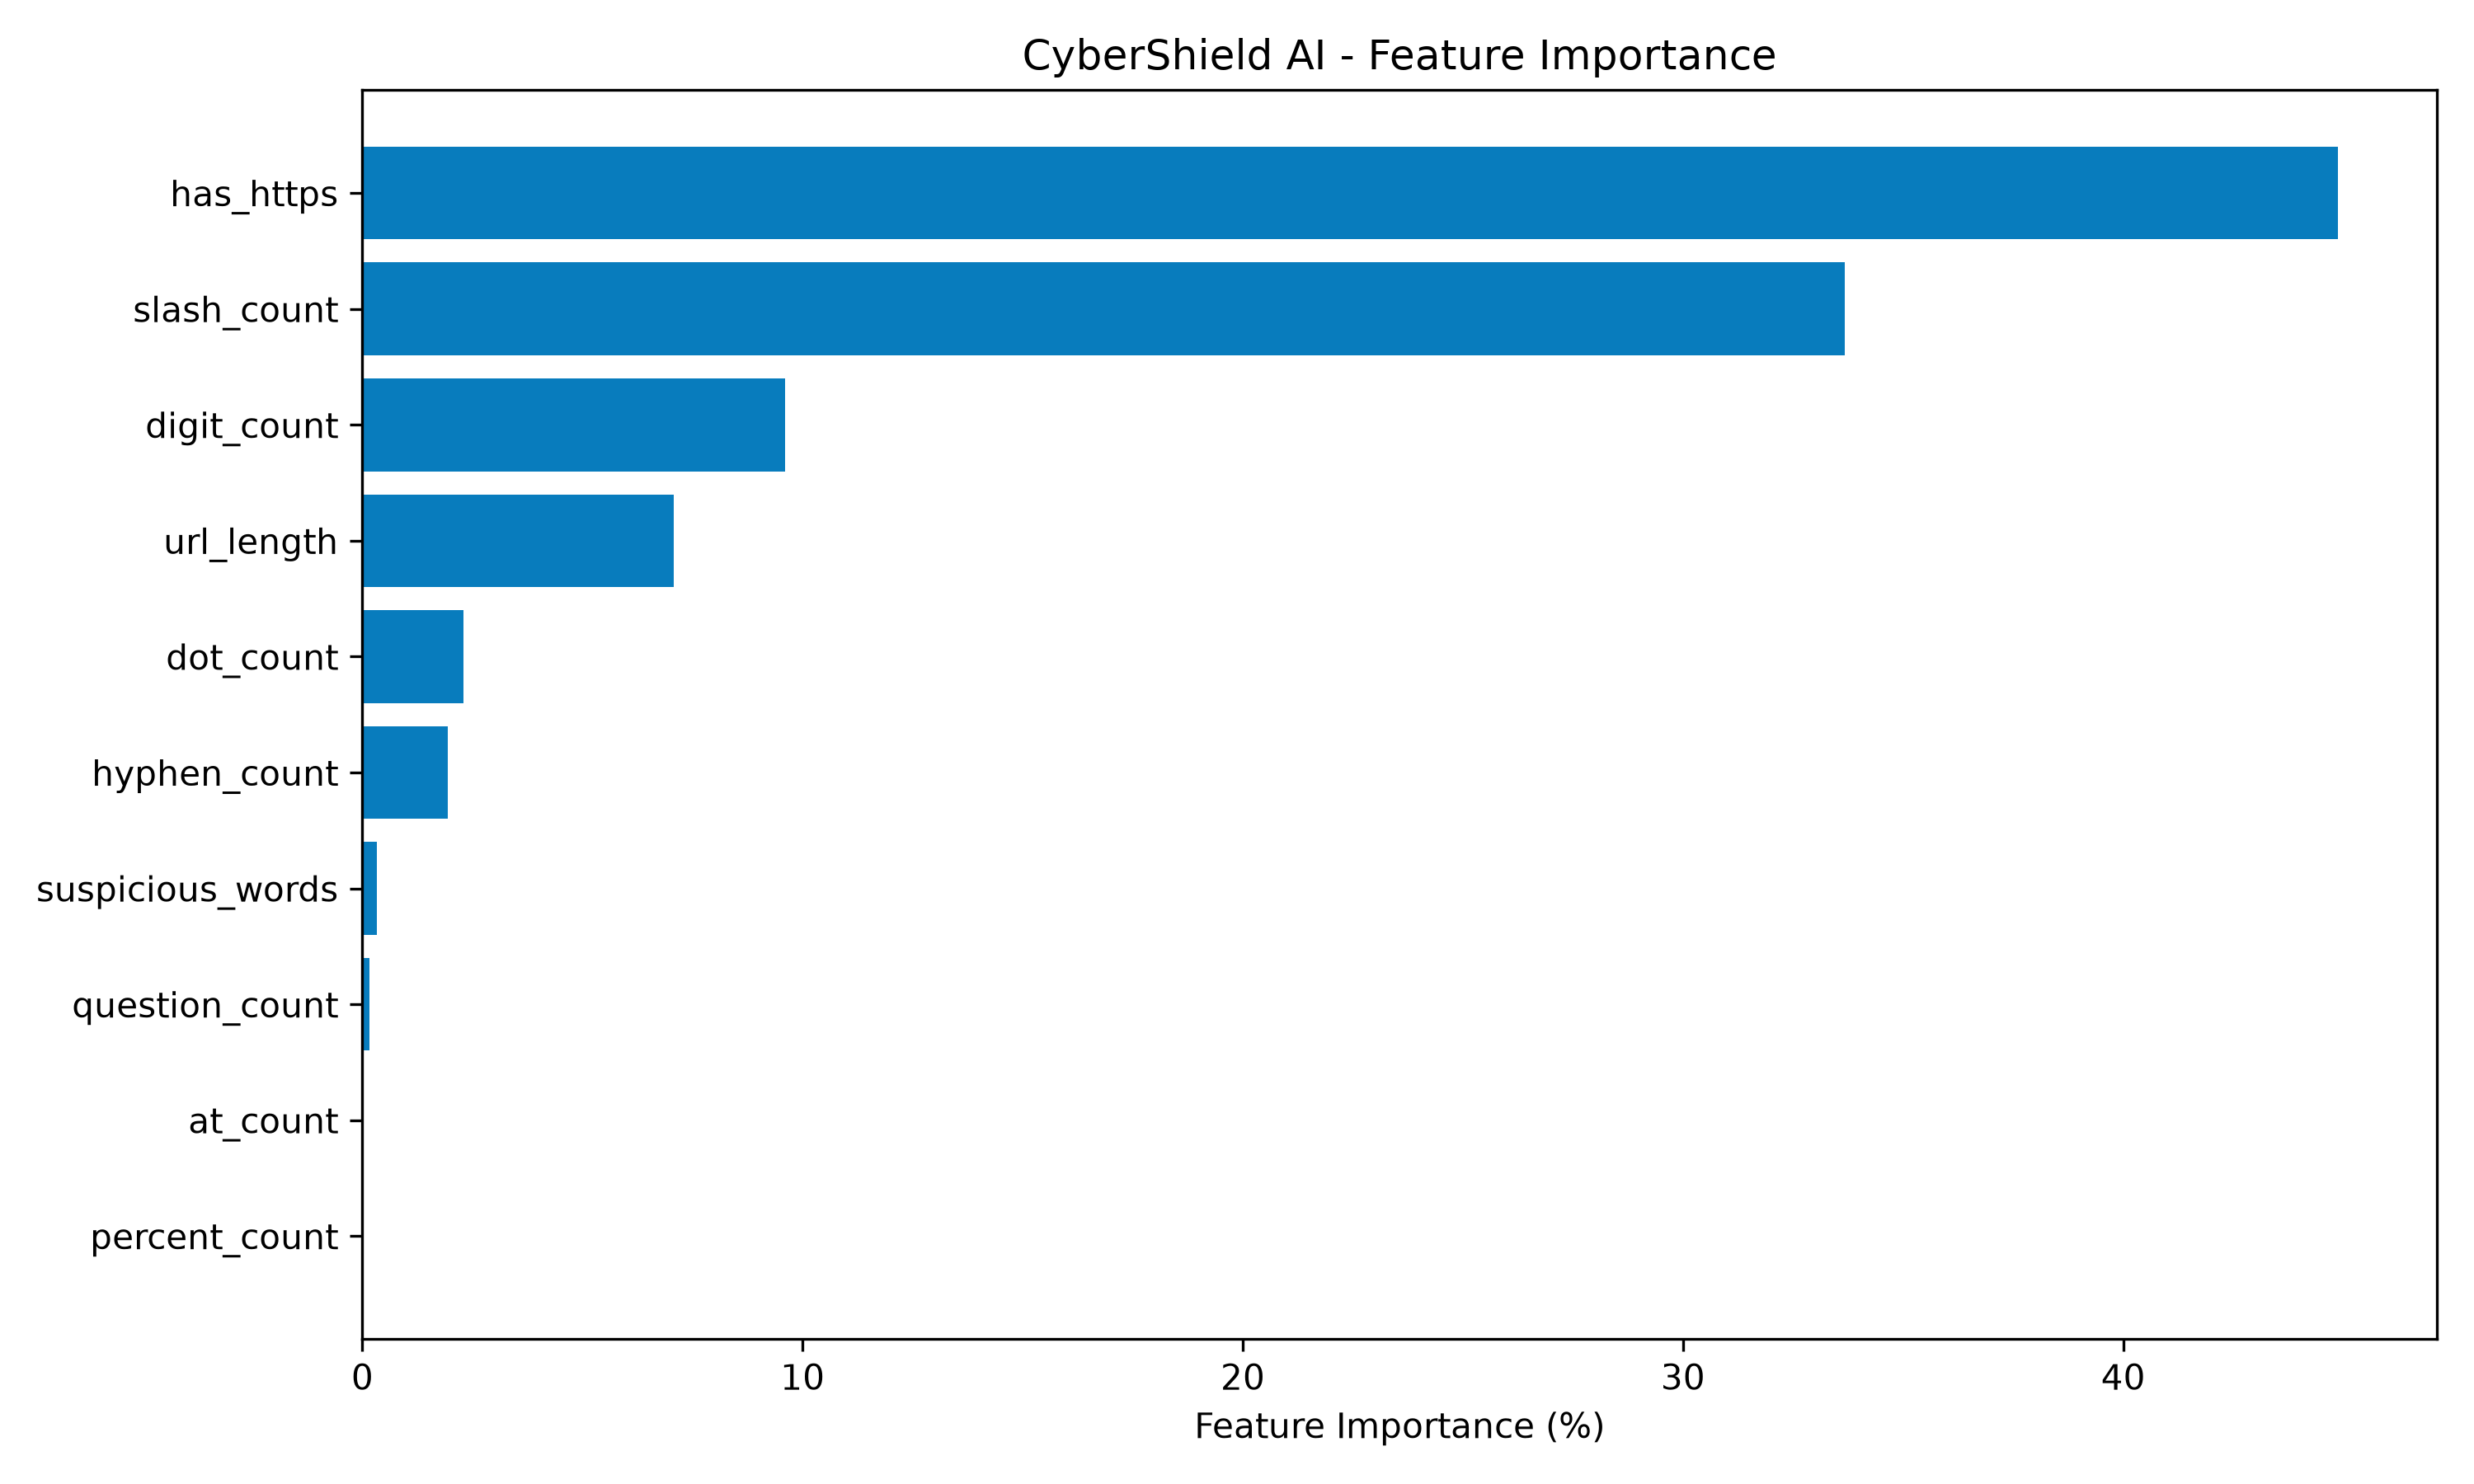 CyberShield AI - Feature Importance
has_https
slash_count
digit_count
url_length
dot_count
hyphen_count
suspicious_words
question_count
at_count
percent_count
0 10 20 30 40
Feature Importance (%)